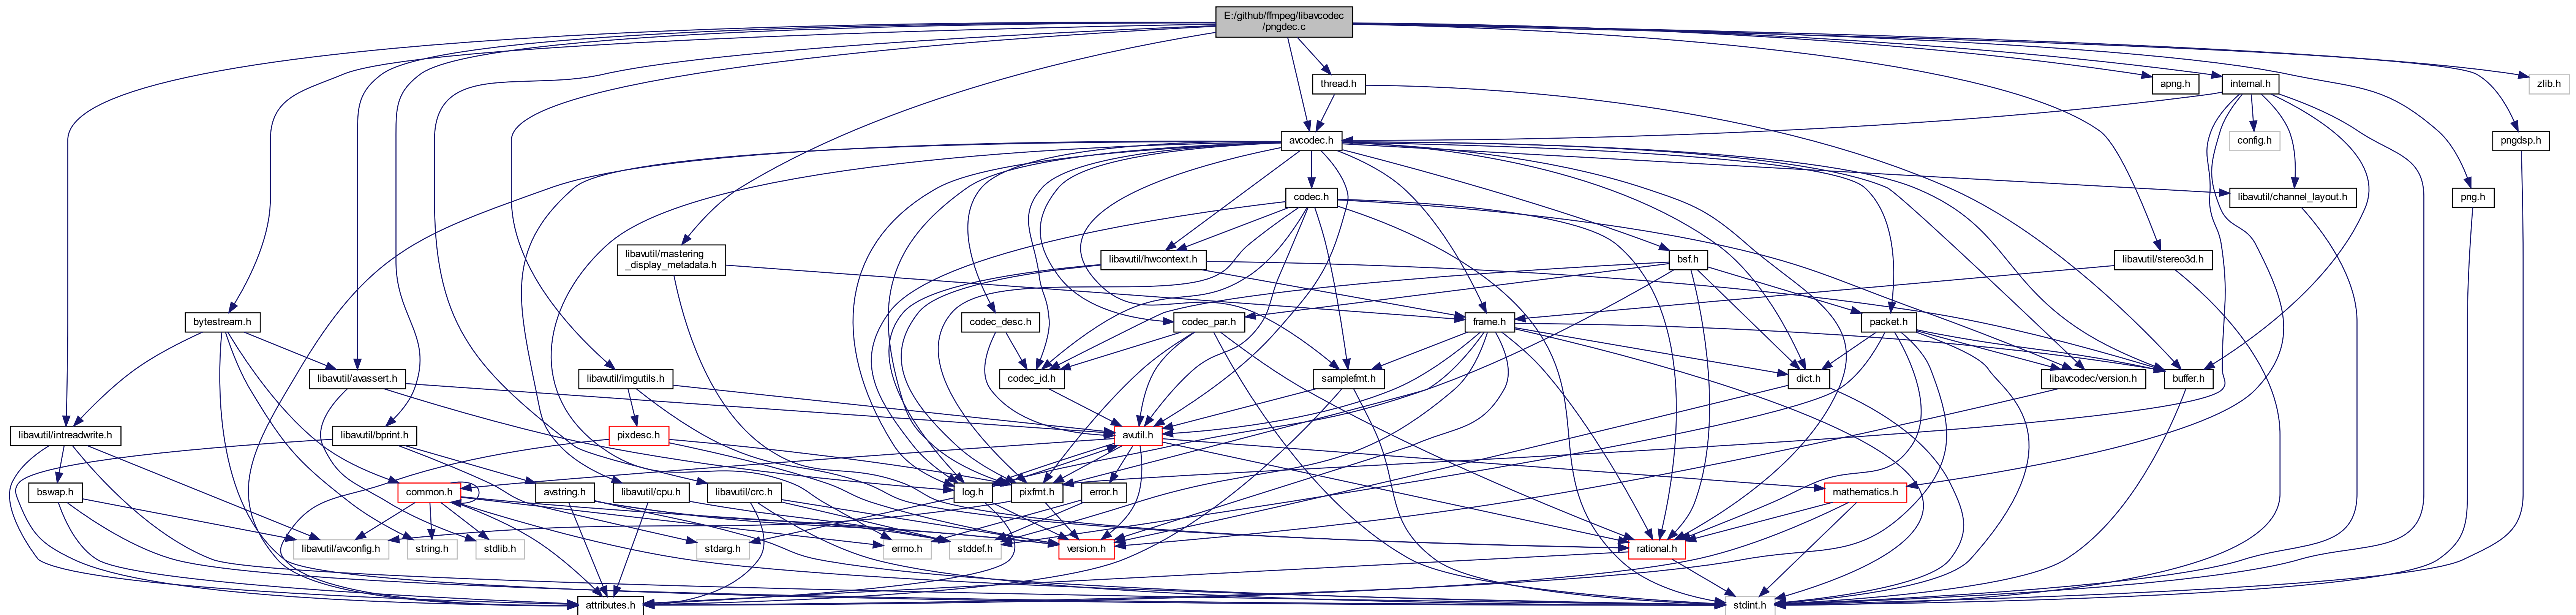 E:/github/ffmpeg/libavcodec
/pngdec.c
thread.h
apng.h
internal.h
zlib.h
avcodec.h
config.h
pngdsp.h
codec.h
libavutil/channel_layout.h
png.h
libavutil/mastering
_display_metadata.h
libavutil/hwcontext.h
bsf.h
libavutil/stereo3d.h
bytestream.h
codec_desc.h
codec_par.h
frame.h
packet.h
libavutil/avassert.h
libavutil/imgutils.h
codec_id.h
samplefmt.h
dict.h
libavcodec/version.h
buffer.h
libavutil/intreadwrite.h
libavutil/bprint.h
pixdesc.h
avutil.h
bswap.h
common.h
avstring.h
libavutil/cpu.h
libavutil/crc.h
log.h
pixfmt.h
error.h
mathematics.h
libavutil/avconfig.h
string.h
stdlib.h
stdarg.h
errno.h
stddef.h
version.h
rational.h
attributes.h
stdint.h